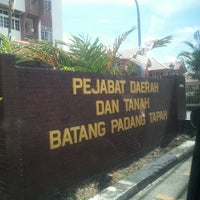 PEJABAT DAERAH
DAN TANAH
BATANG PADANG TAPAH